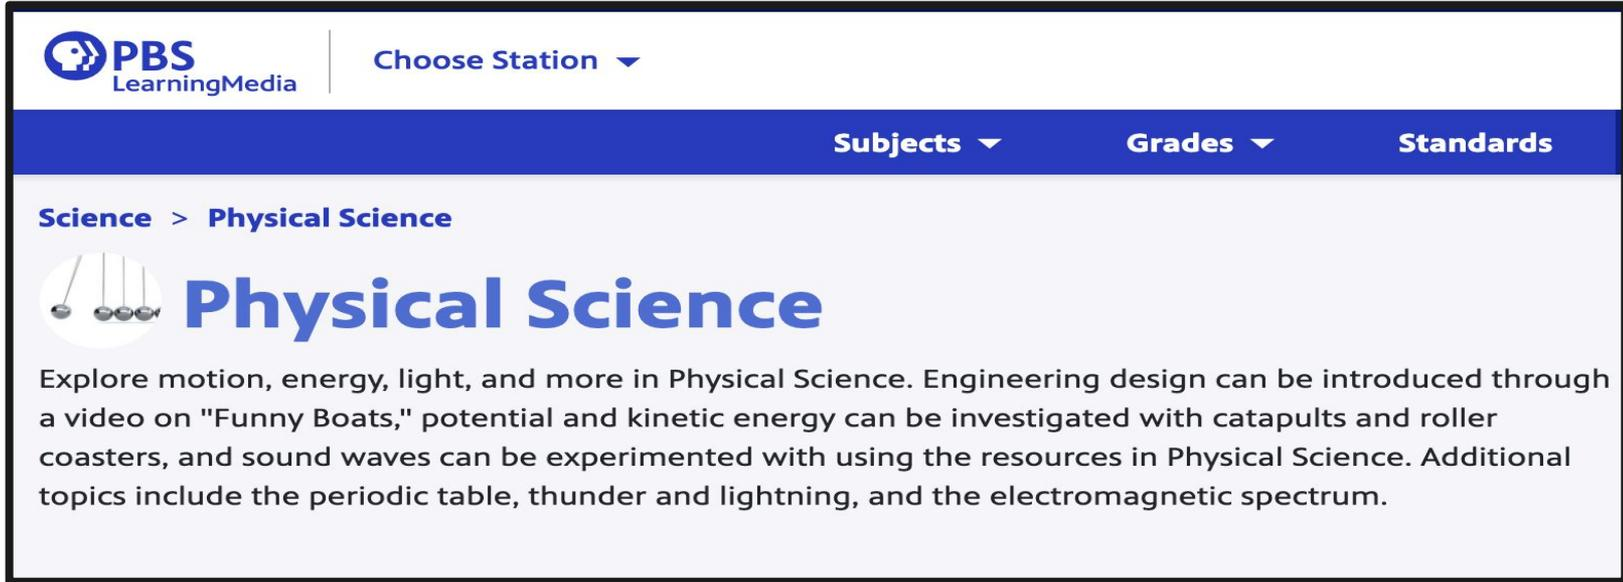 PBS
LearningMedia
Choose Station
Subjects
Grades
Standards
Science > Physical Science
Physical Science
Explore motion, energy, light, and more in Physical Science. Engineering design can be introduced through
a video on "Funny Boats," potential and kinetic energy can be investigated with catapults and roller
coasters, and sound waves can be experimented with using the resources in Physical Science. Additional
topics include the periodic table, thunder and lightning, and the electromagnetic spectrum.